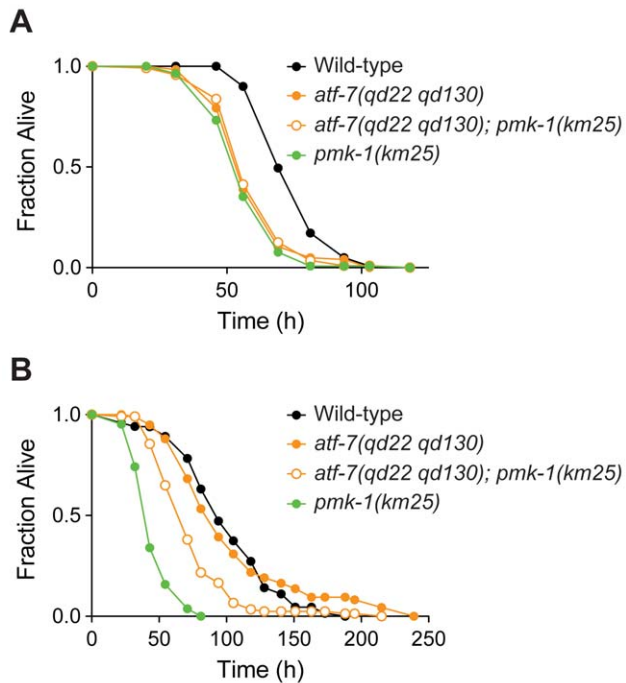 A
1.0
0.5
0.0
Fraction Alive
0
50
100
Time (h)
Wild-type
atf-7(qd22 qd130)
atf-7(qd22 qd130); pmk-1(km25)
pmk-1(km25)
B
1.0
0.5
0.0
Fraction Alive
0
50
100
150
200
250
Time (h)
Wild-type
atf-7(qd22 qd130)
atf-7(qd22 qd130); pmk-1(km25)
pmk-1(km25)